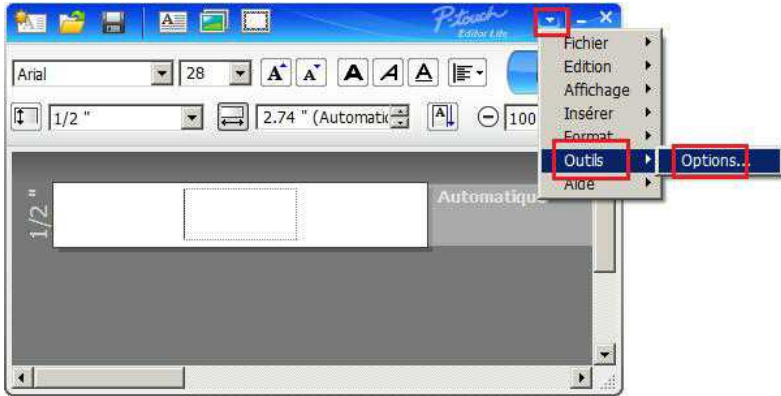 P-touch
Editor Lite
Arial
28
A A A A A
1/2 "
2.74 " (Automatic
A
100
Fichier
Edition
Affichage
Insérer
Format
Outils
Options...
Aide
1/2 "
Automatique